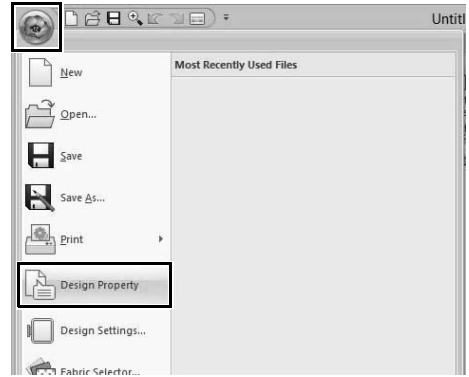 Untitl
New
Most Recently Used Files
Open...
Save
Save As...
Print
Design Property
Design Settings...
Fabric Selector...